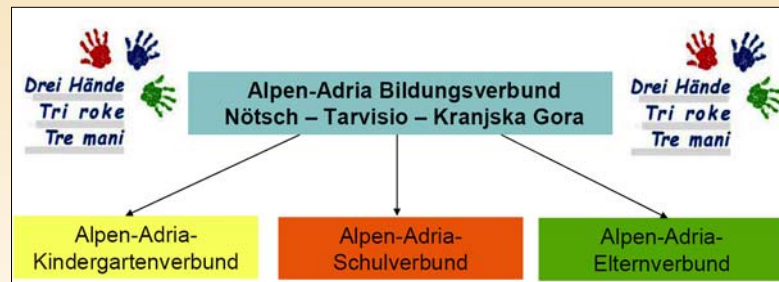 Drei Hände
Tri roke
Tre mani
Alpen-Adria Bildungsverbund
Nötsch – Tarvisio – Kranjska Gora
Drei Hände
Tri roke
Tre mani
Alpen-Adria-
Kindergartenverbund
Alpen-Adria-
Schulverbund
Alpen-Adria-
Elternverbund